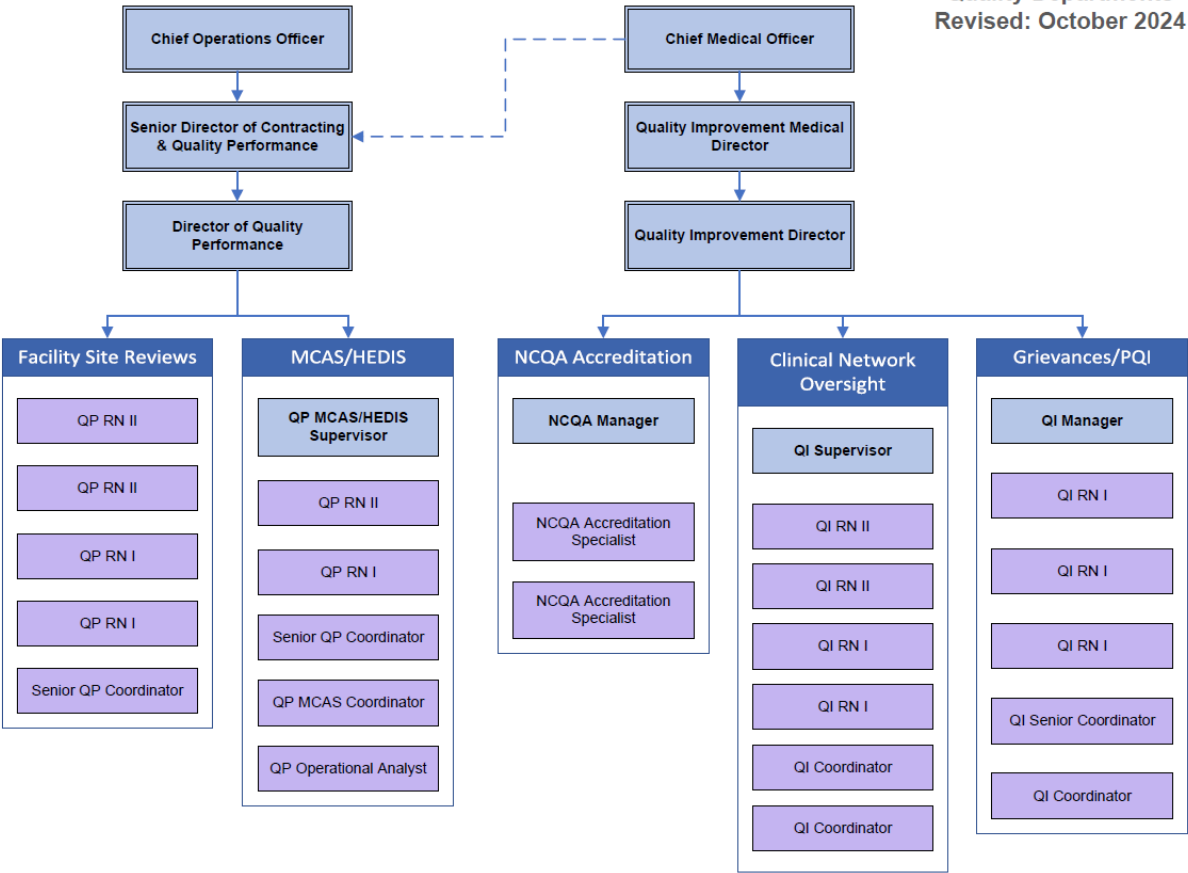 Revised: October 2024
Chief Operations Officer
Chief Medical Officer
Senior Director of Contracting
& Quality Performance
Quality Improvement Medical
Director
Director of Quality
Performance
Quality Improvement Director
Facility Site Reviews
QP RN II
QP RN II
QP RN I
QP RN I
Senior QP Coordinator
MCAS/HEDIS
QP MCAS/HEDIS
Supervisor
QP RN II
QP RN I
Senior QP Coordinator
QP MCAS Coordinator
QP Operational Analyst
NCQA Accreditation
NCQA Manager
NCQA Accreditation
Specialist
NCQA Accreditation
Specialist
Clinical Network
Oversight
QI Supervisor
QI RN II
QI RN II
QI RN I
QI RN I
QI Coordinator
QI Coordinator
Grievances/PQI
QI Manager
QI RN I
QI RN I
QI RN I
QI Senior Coordinator
QI Coordinator